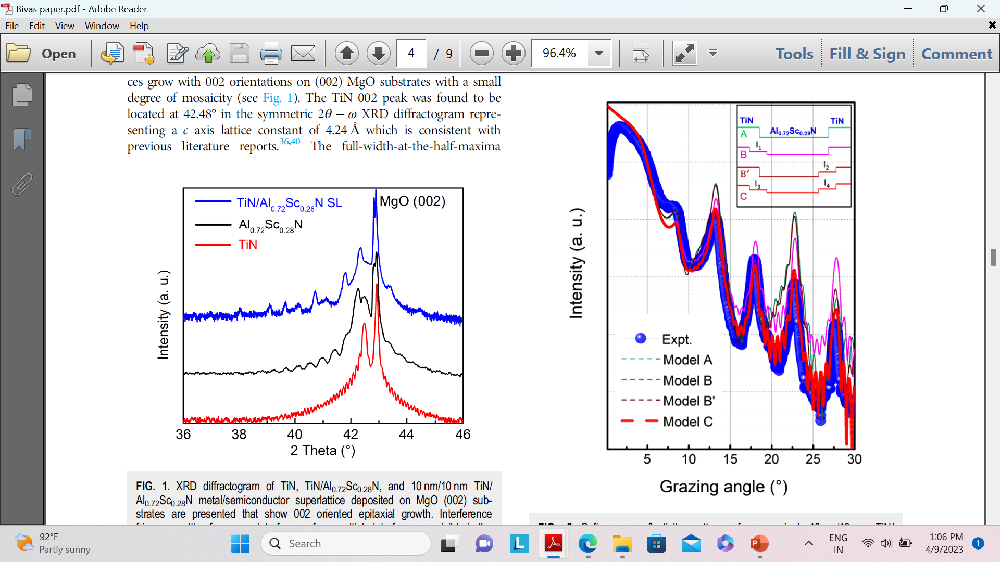 Bivas paper.pdf - Adobe Reader
File Edit View Window Help
Open 4 / 9 96.4% Tools Fill & Sign Comment
ces grow with 002 orientations on (002) MgO substrates with a small
degree of mosaicity (see Fig. 1). The TiN 002 peak was found to be
located at 42.48° in the symmetric 2θ − ω XRD diffractogram repre-
senting a c axis lattice constant of 4.24 Å which is consistent with
previous literature reports.36,40 The full-width-at-the-half-maxima
TiN/Al0.72Sc0.28N SL
Al0.72Sc0.28N
TiN
MgO (002)
Intensity (a. u.)
36 38 40 42 44 46
2 Theta (°)
FIG. 1. XRD diffractogram of TiN, TiN/Al0.72Sc0.28N, and 10 nm/10 nm TiN/
Al0.72Sc0.28N metal/semiconductor superlattice deposited on MgO (002) sub-
strates are presented that show 002 oriented epitaxial growth. Interference
TiN Al0.72Sc0.28N TiN
A
B I1
B′ I2
C I3 I4
Intensity (a. u.)
Expt.
Model A
Model B
Model B'
Model C
5 10 15 20 25 30
Grazing angle (°)
92°F
Partly sunny
Search
ENG
IN
1:06 PM
4/9/2023
1